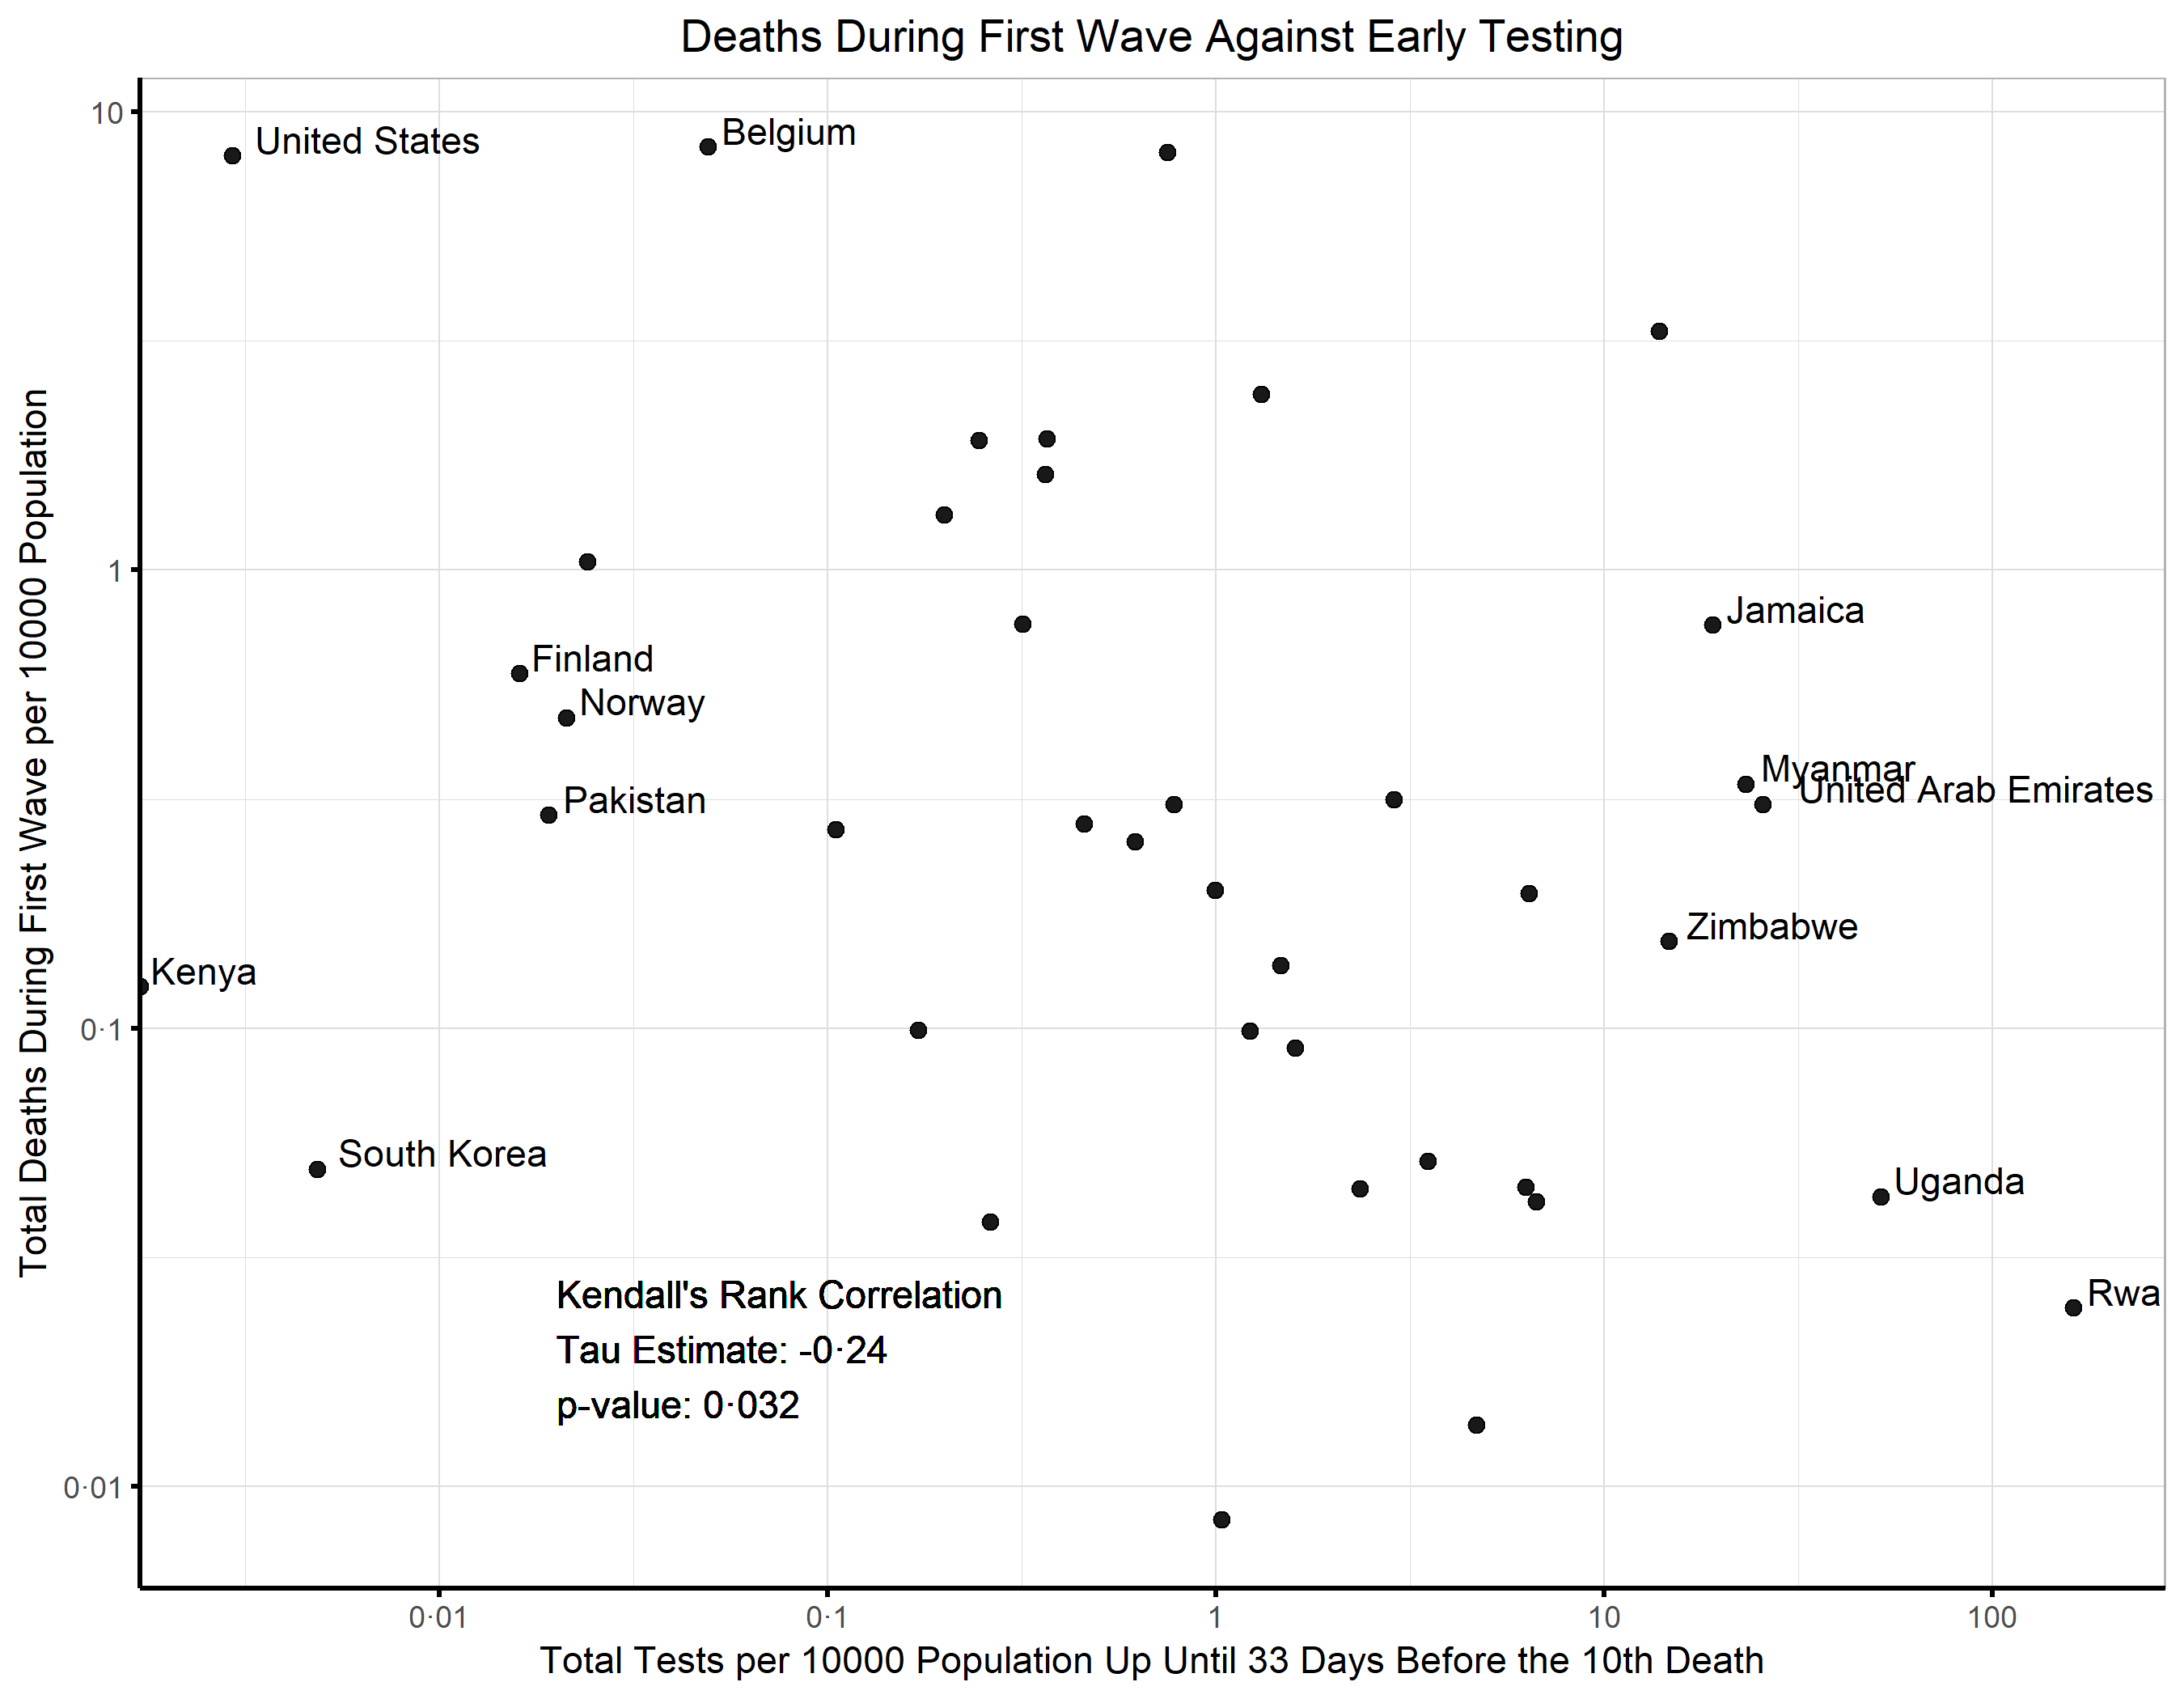 Deaths During First Wave Against Early Testing
Total Deaths During First Wave per 10000 Population
10
1
0·1
0·01
United States
Belgium
Jamaica
Finland
Norway
Myanmar
United Arab Emirates
Pakistan
Zimbabwe
Kenya
South Korea
Uganda
Rwa
Kendall's Rank Correlation
Tau Estimate: -0·24
p-value: 0·032
0·01 0·1 1 10 100
Total Tests per 10000 Population Up Until 33 Days Before the 10th Death